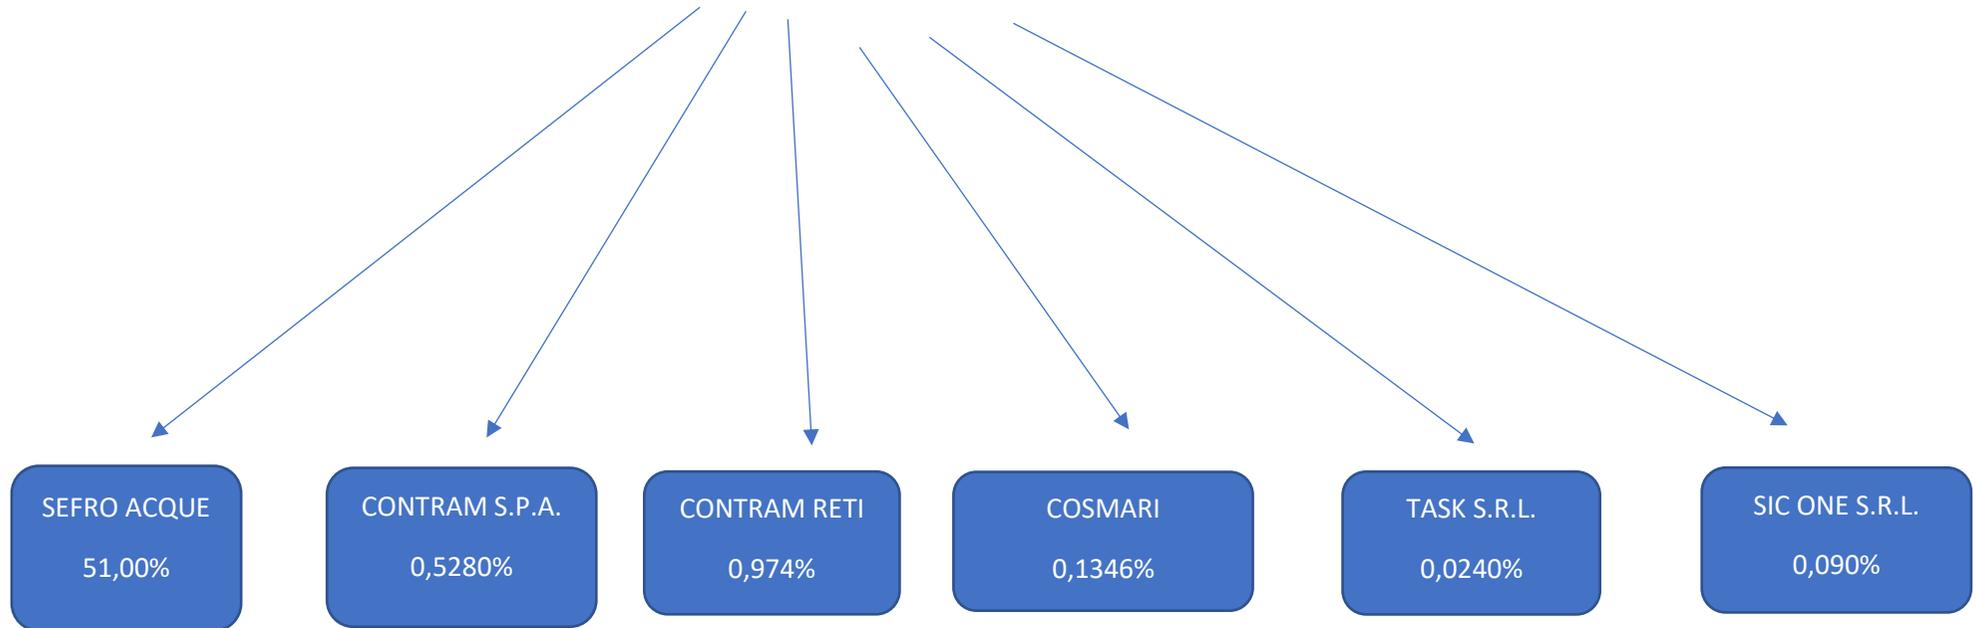 SEFRO ACQUE
51,00%
CONTRAM S.P.A.
0,5280%
CONTRAM RETI
0,974%
COSMARI
0,1346%
TASK S.R.L.
0,0240%
SIC ONE S.R.L.
0,090%